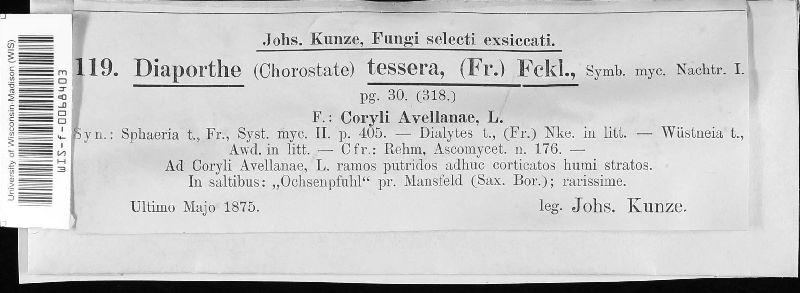 Johs. Kunze, Fungi selecti exsiccati.
119. Diaporthe (Chorostate) tessera, (Fr.) Fckl., Symb. myc. Nachtr. I.
pg. 30. (318.)
F.: Coryli Avellanae, L.
Syn.: Sphaeria t., Fr., Syst. myc. II. p. 405. — Dialytes t., (Fr.) Nke. in litt. — Wüstneia t.,
Awd. in litt. — Cfr.: Rehm, Ascomycet. n. 176. —
Ad Coryli Avellanae, L. ramos putridos adhuc corticatos humi stratos.
In saltibus: „Ochsenpfuhl“ pr. Mansfeld (Sax. Bor.); rarissime.
Ultimo Majo 1875. leg. Johs. Kunze.
University of Wisconsin-Madison (WIS)
WIS-f-0098403